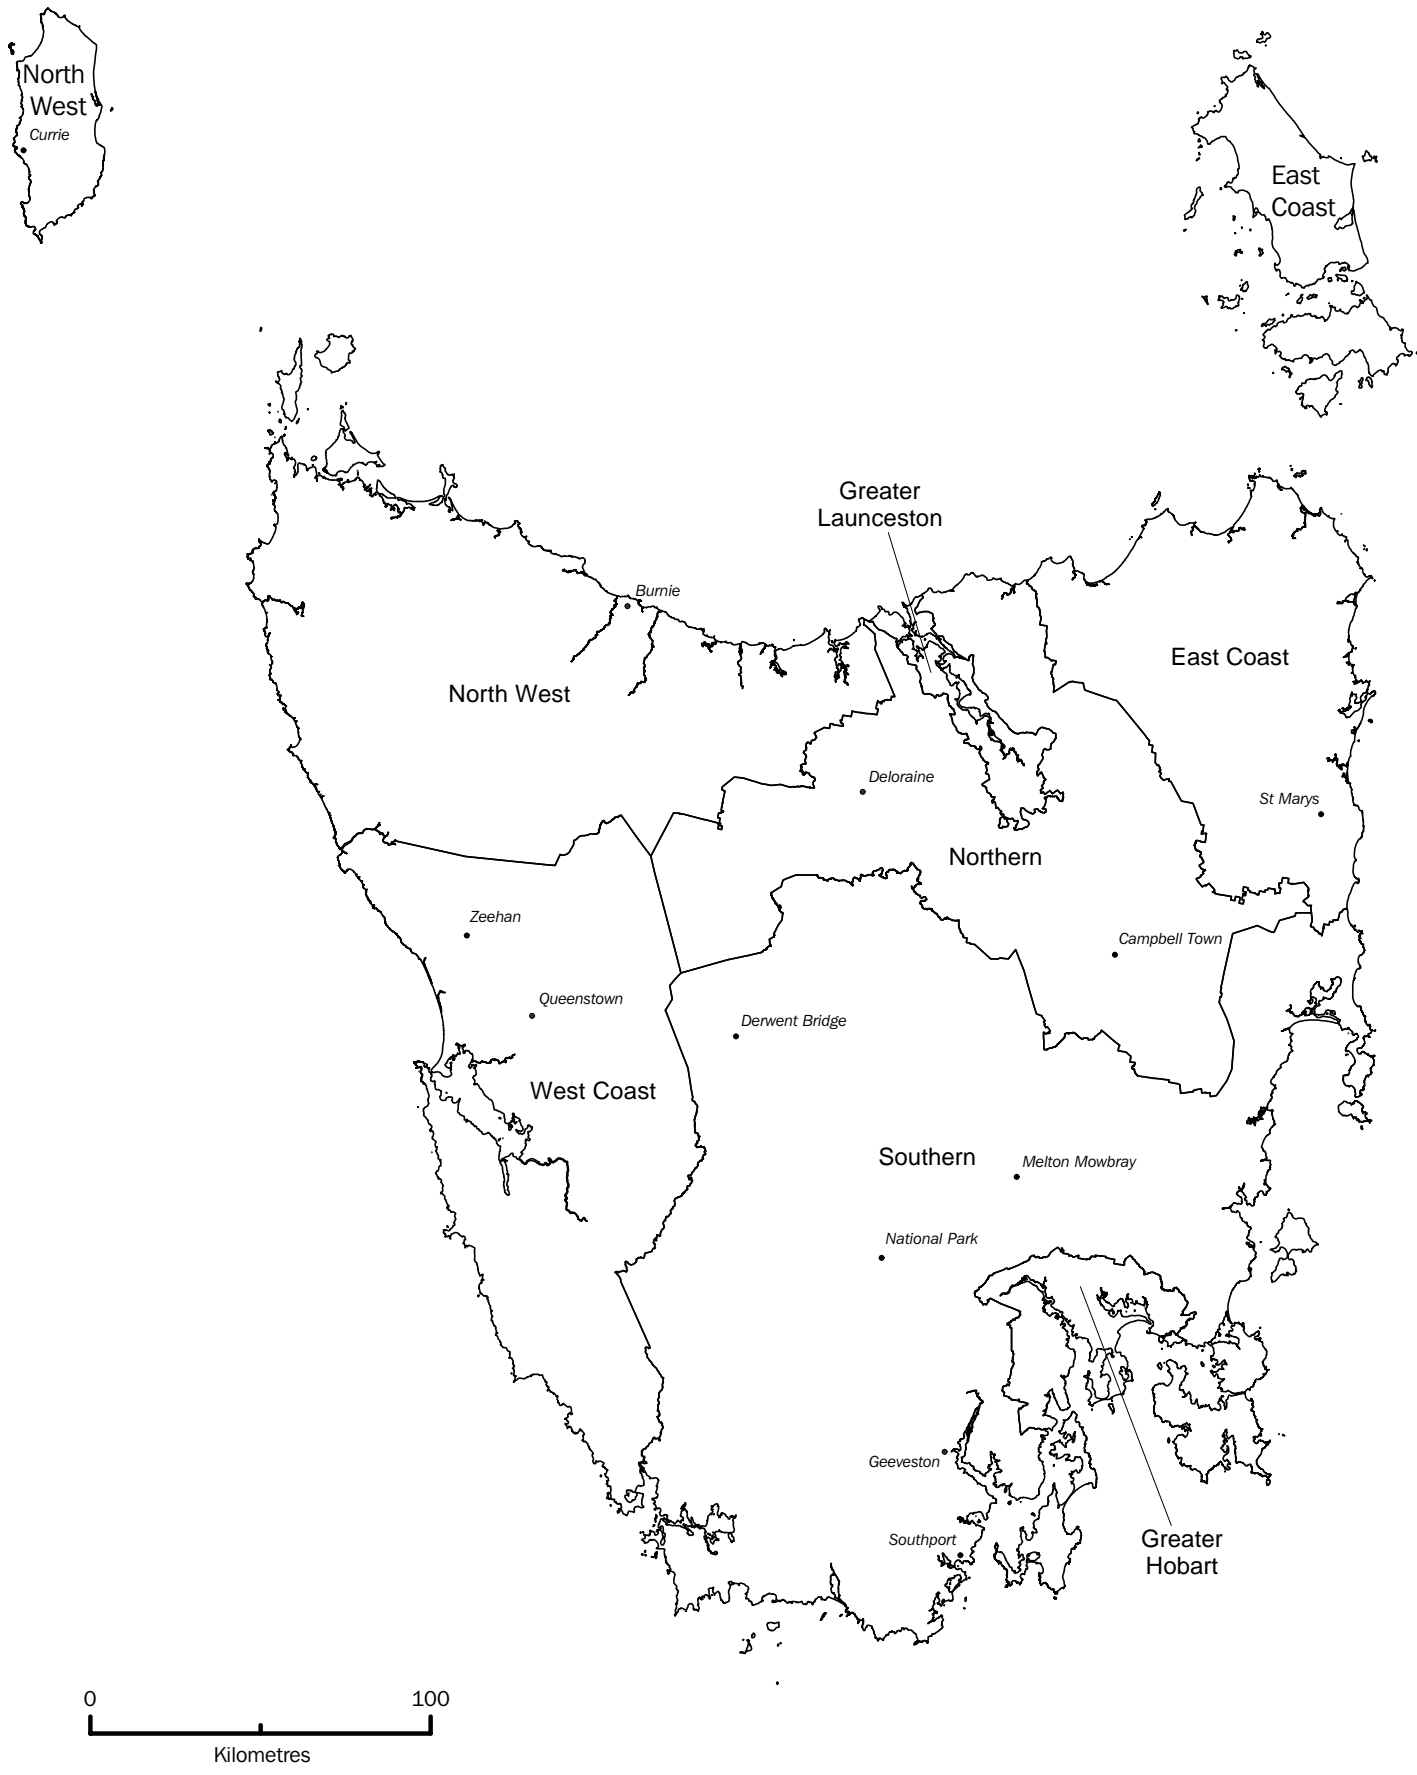 North
West
Currie
East
Coast
Greater
Launceston
Burnie
East Coast
North West
Deloraine
St Marys
Northern
Zeehan
Campbell Town
Queenstown
Derwent Bridge
West Coast
Southern
Melton Mowbray
National Park
Geeveston
Southport
Greater
Hobart
0
100
Kilometres